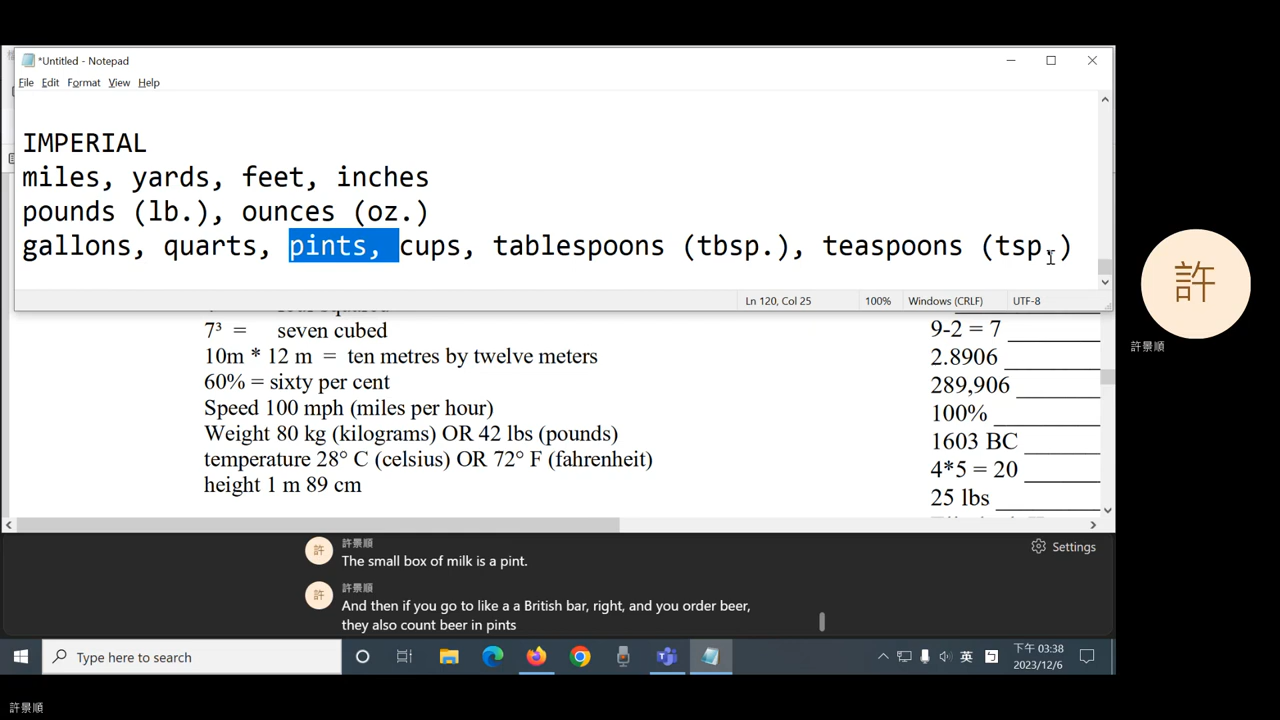 *Untitled - Notepad
File Edit Format View Help
IMPERIAL
miles, yards, feet, inches
pounds (lb.), ounces (oz.)
gallons, quarts, pints, cups, tablespoons (tbsp.), teaspoons (tsp.)
Ln 120, Col 25 100% Windows (CRLF) UTF-8
7³ = seven cubed
10m * 12 m = ten metres by twelve meters
60% = sixty per cent
Speed 100 mph (miles per hour)
Weight 80 kg (kilograms) OR 42 lbs (pounds)
temperature 28° C (celsius) OR 72° F (fahrenheit)
height 1 m 89 cm
9-2 = 7
2.8906
289,906
100%
1603 BC
4*5 = 20
25 lbs
許
許景順
許
許景順
The small box of milk is a pint.
許
許景順
And then if you go to like a a British bar, right, and you order beer,
they also count beer in pints
Settings
Type here to search
英
下午 03:38
2023/12/6
許景順